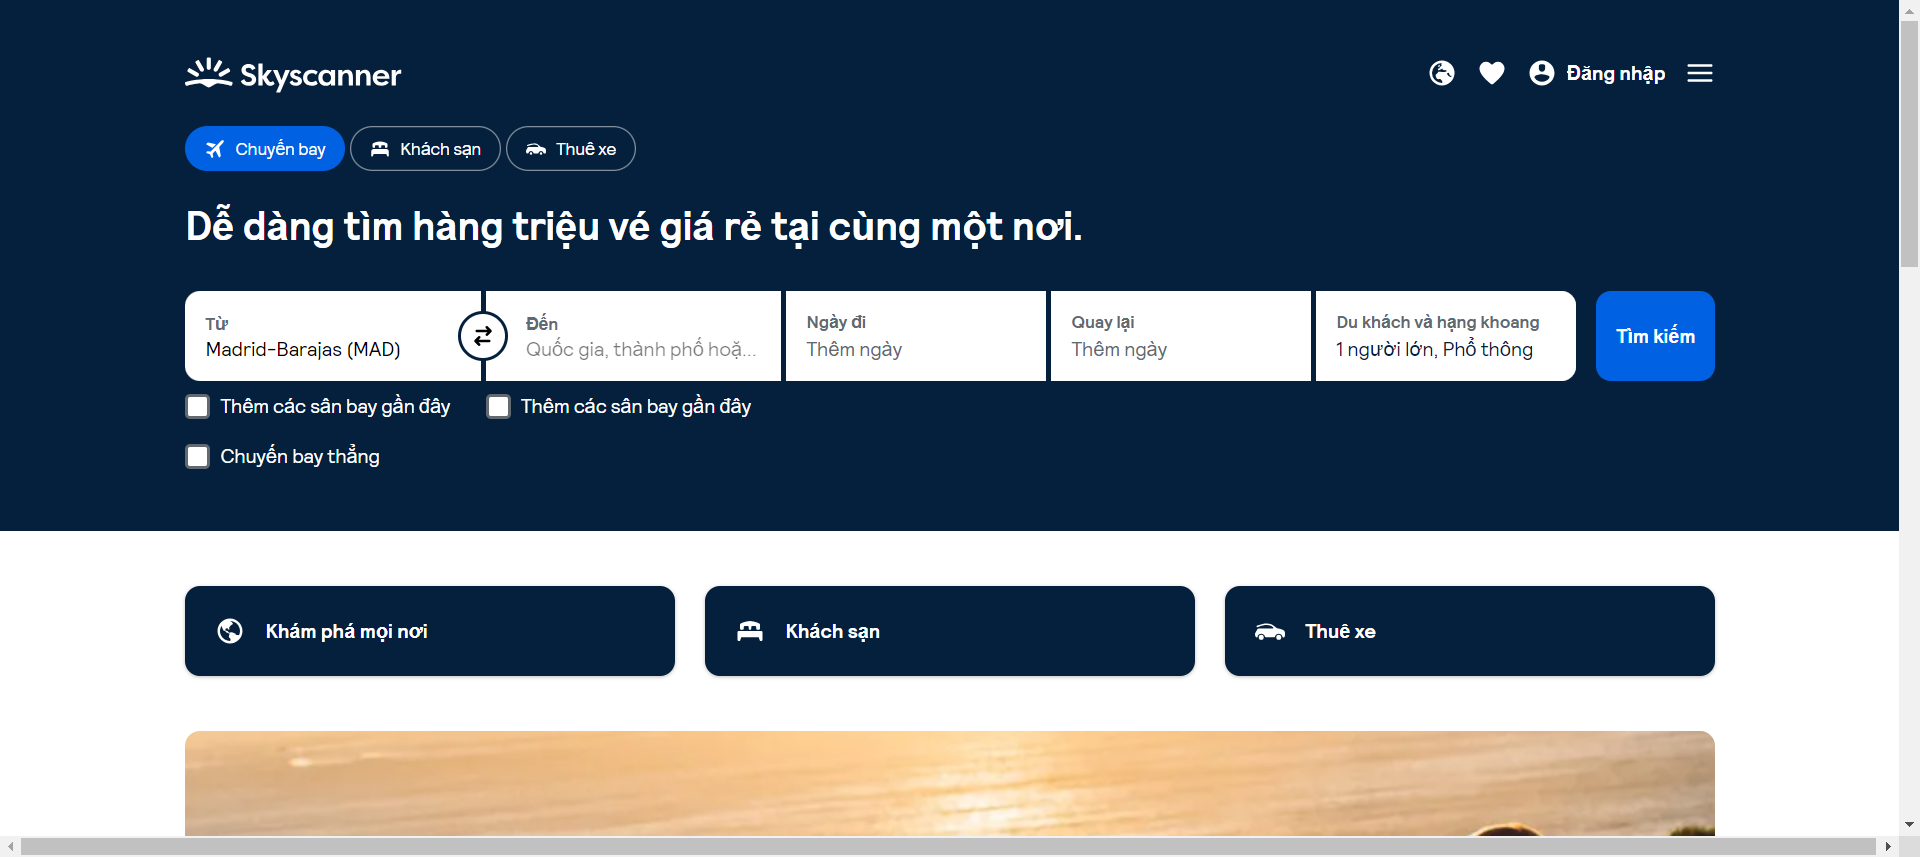 Skyscanner
Đăng nhập
Chuyến bay
Khách sạn
Thuê xe
Dễ dàng tìm hàng triệu vé giá rẻ tại cùng một nơi.
Từ
Madrid-Barajas (MAD)
Đến
Quốc gia, thành phố hoặ...
Ngày đi
Thêm ngày
Quay lại
Thêm ngày
Du khách và hạng khoang
1 người lớn, Phổ thông
Tìm kiếm
Thêm các sân bay gần đây
Thêm các sân bay gần đây
Chuyến bay thẳng
Khám phá mọi nơi
Khách sạn
Thuê xe